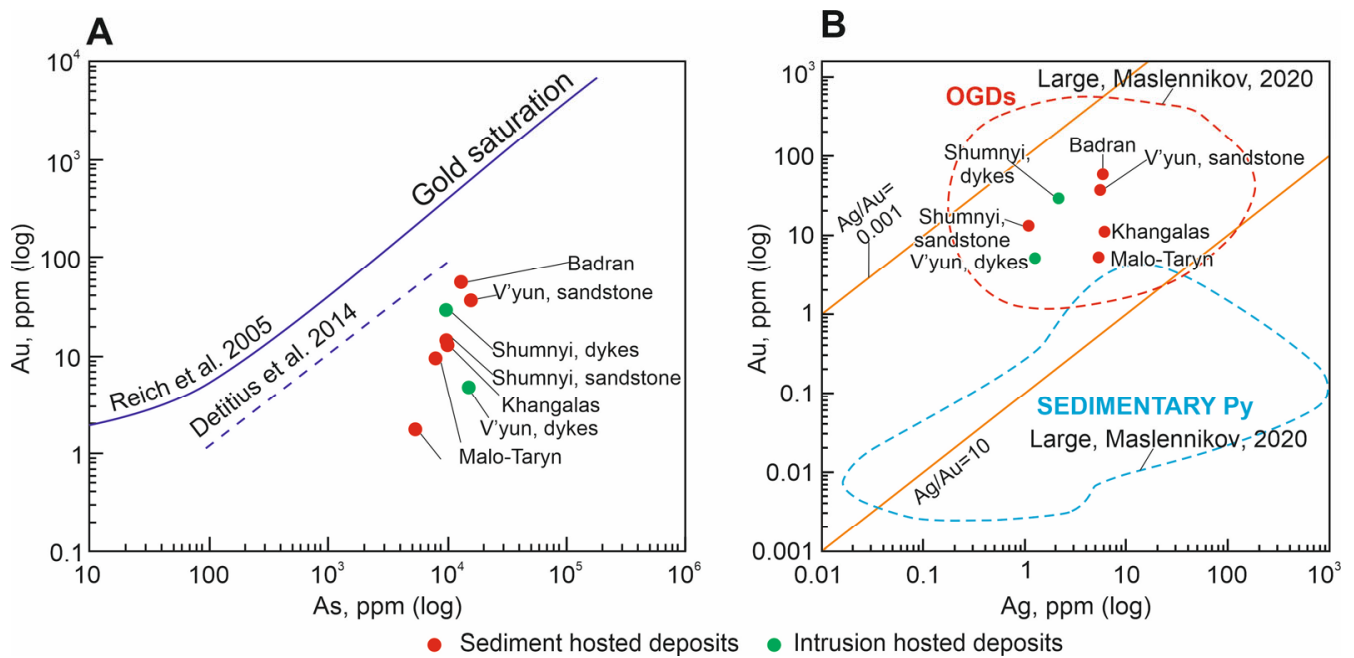 A
10⁴
10³
100
10
1
0.1
Au, ppm (log)
10
100
10³
10⁴
10⁵
10⁶
As, ppm (log)
Gold saturation
Reich et al. 2005
Detitius et al. 2014
Badran
V'yun, sandstone
Shumnyi, dykes
Shumnyi, sandstone
Khangalas
V'yun, dykes
Malo-Taryn
B
10³
100
10
1
0.1
0.01
0.001
Au, ppm (log)
0.01
0.1
1
10
100
10³
Ag, ppm (log)
Large, Maslennikov, 2020
OGDs
Badran
Shumnyi,
dykes
V'yun, sandstone
Ag/Au=
0.001
Shumnyi,
sandstone
Khangalas
V'yun, dykes
Malo-Taryn
SEDIMENTARY Py
Large, Maslennikov, 2020
Ag/Au=10
Sediment hosted deposits
Intrusion hosted deposits